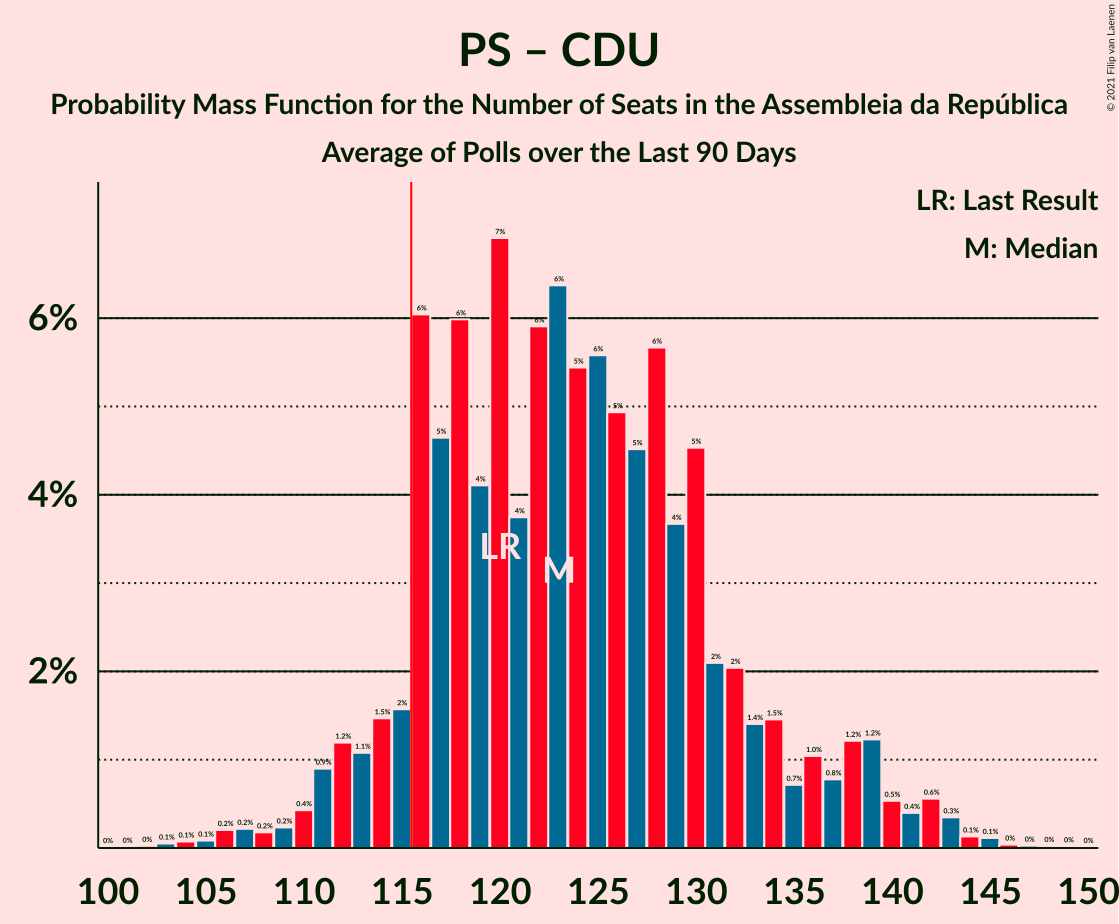 PS – CDU
Probability Mass Function for the Number of Seats in the Assembleia da República
Average of Polls over the Last 90 Days
© 2021 Filip van Laenen
LR: Last Result
M: Median
6%
4%
2%
0% 0% 0% 0.1% 0.1% 0.1% 0.2% 0.2% 0.2% 0.2% 0.4% 0.9% 1.2% 1.1% 1.5% 2% 6% 5% 6% 4% 7% 4% 6% 6% 5% 6% 5% 5% 6% 4% 5% 2% 2% 1.4% 1.5% 0.7% 1.0% 0.8% 1.2% 1.2% 0.5% 0.4% 0.6% 0.3% 0.1% 0.1% 0% 0% 0% 0% 0%
LR
M
100 105 110 115 120 125 130 135 140 145 150